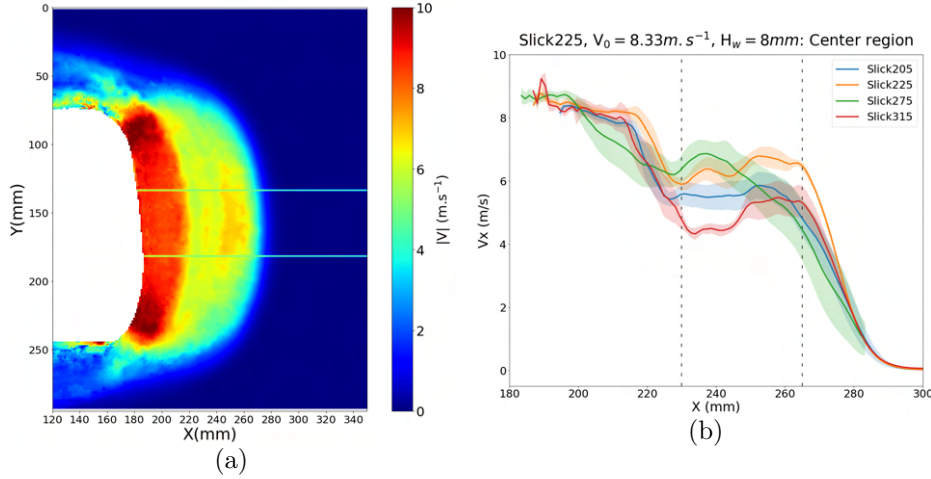 0
50
100
150
200
250
Y(mm)
120 140 160 180 200 220 240 260 280 300 320 340
X(mm)
10
8
6
4
2
0
|V| (m.s⁻¹)
(a)
Slick225, V₀ = 8.33m.s⁻¹, H_w = 8mm: Center region
Slick205
Slick225
Slick275
Slick315
10
8
6
4
2
0
Vx (m/s)
180 200 220 240 260 280 300
X (mm)
(b)